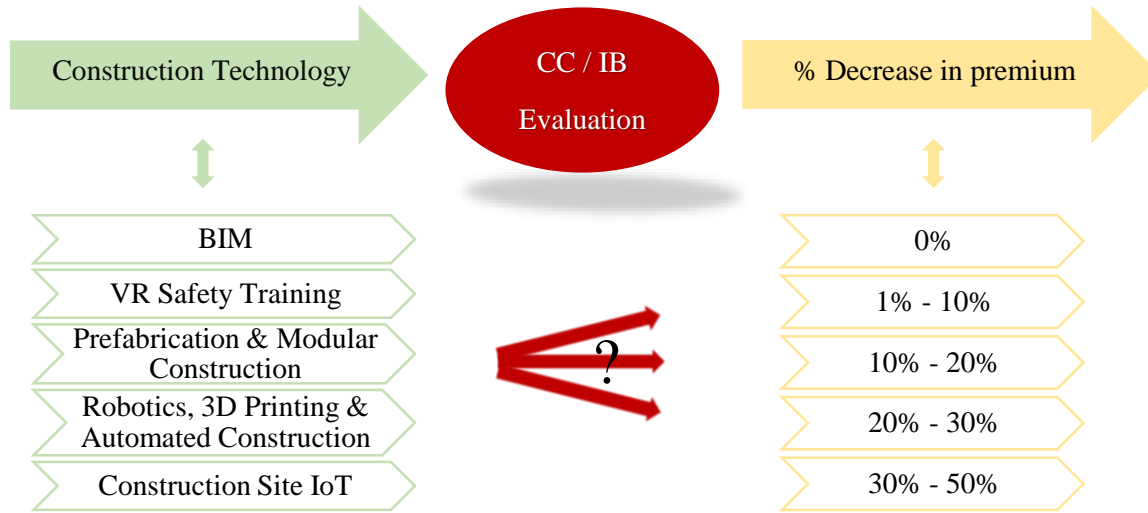 Construction Technology
CC / IB
Evaluation
% Decrease in premium
BIM
VR Safety Training
Prefabrication & Modular
Construction
Robotics, 3D Printing &
Automated Construction
Construction Site IoT
?
0%
1% - 10%
10% - 20%
20% - 30%
30% - 50%